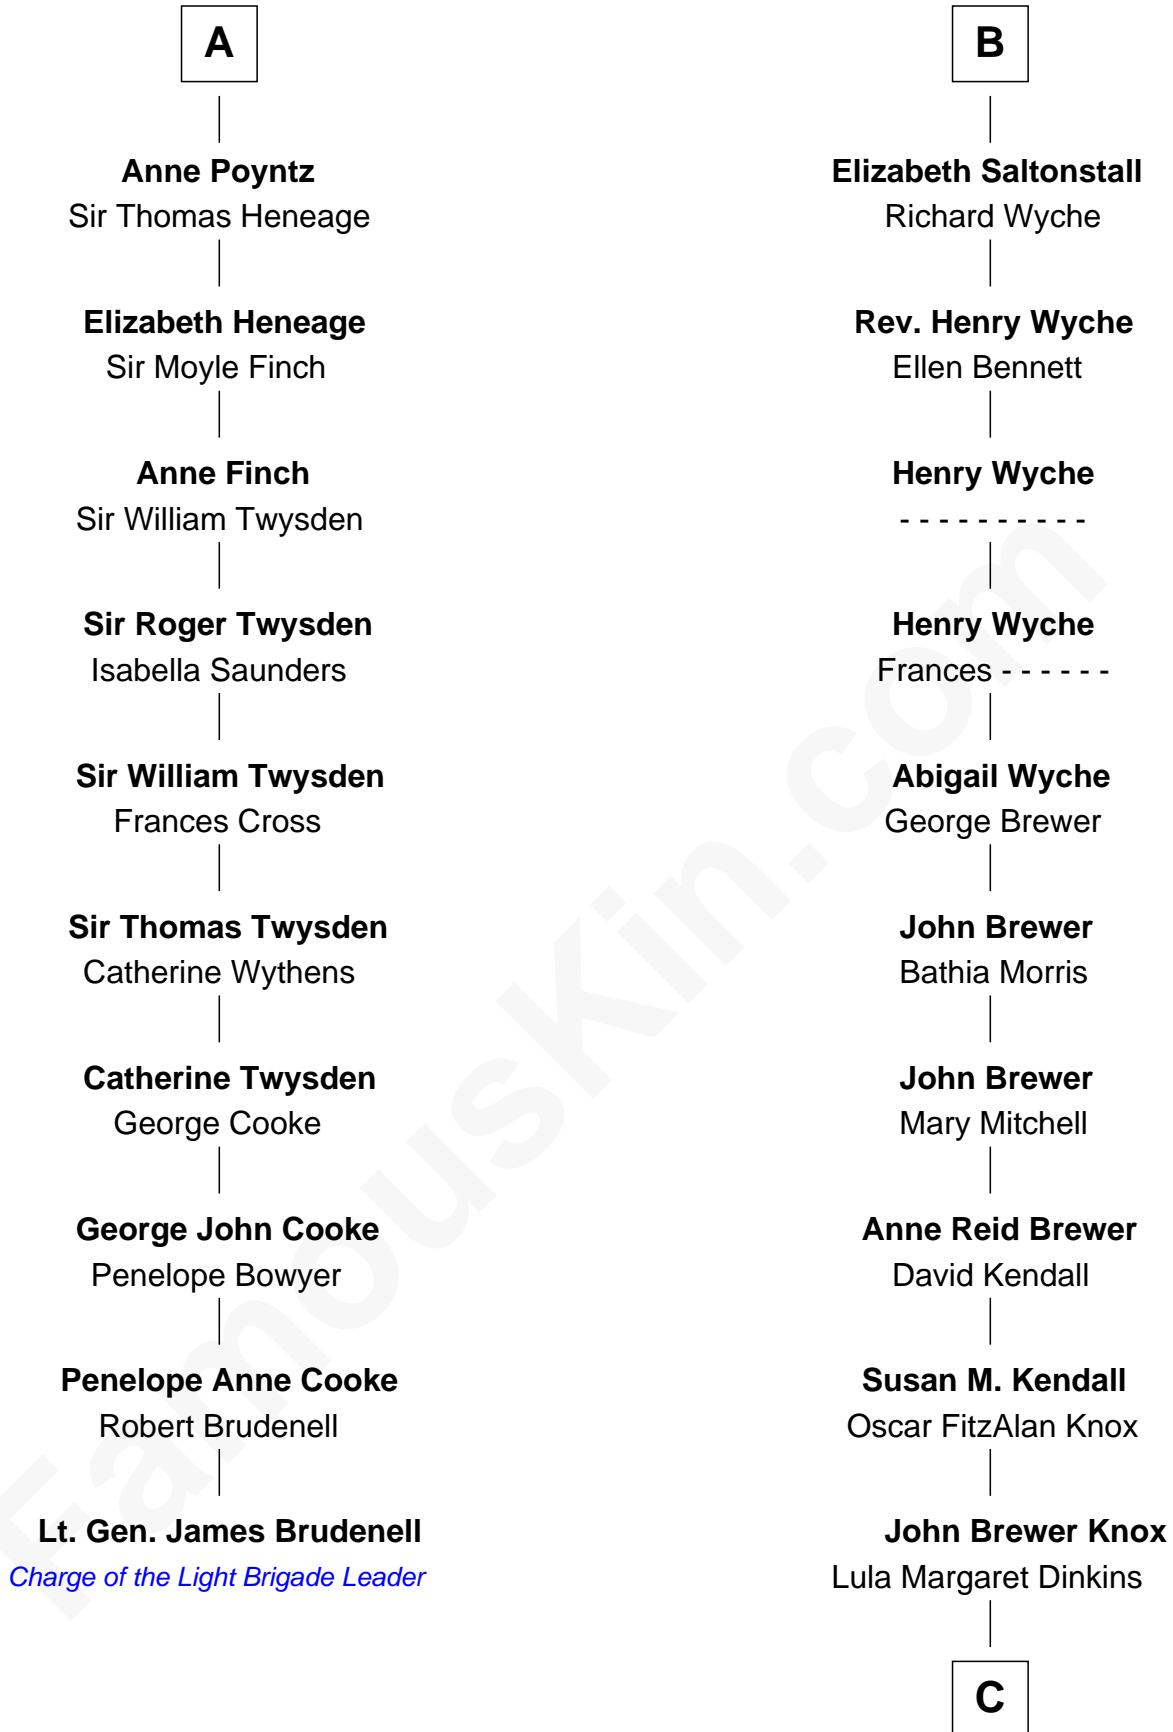 A
Anne Poyntz
Sir Thomas Heneage
Elizabeth Heneage
Sir Moyle Finch
Anne Finch
Sir William Twysden
Sir Roger Twysden
Isabella Saunders
Sir William Twysden
Frances Cross
Sir Thomas Twysden
Catherine Wythens
Catherine Twysden
George Cooke
George John Cooke
Penelope Bowyer
Penelope Anne Cooke
Robert Brudenell
Lt. Gen. James Brudenell
Charge of the Light Brigade Leader
B
Elizabeth Saltonstall
Richard Wyche
Rev. Henry Wyche
Ellen Bennett
Henry Wyche
- - - - - - - - - -
Henry Wyche
Frances - - - - - -
Abigail Wyche
George Brewer
John Brewer
Bathia Morris
John Brewer
Mary Mitchell
Anne Reid Brewer
David Kendall
Susan M. Kendall
Oscar FitzAlan Knox
John Brewer Knox
Lula Margaret Dinkins
C
FamousKin.com